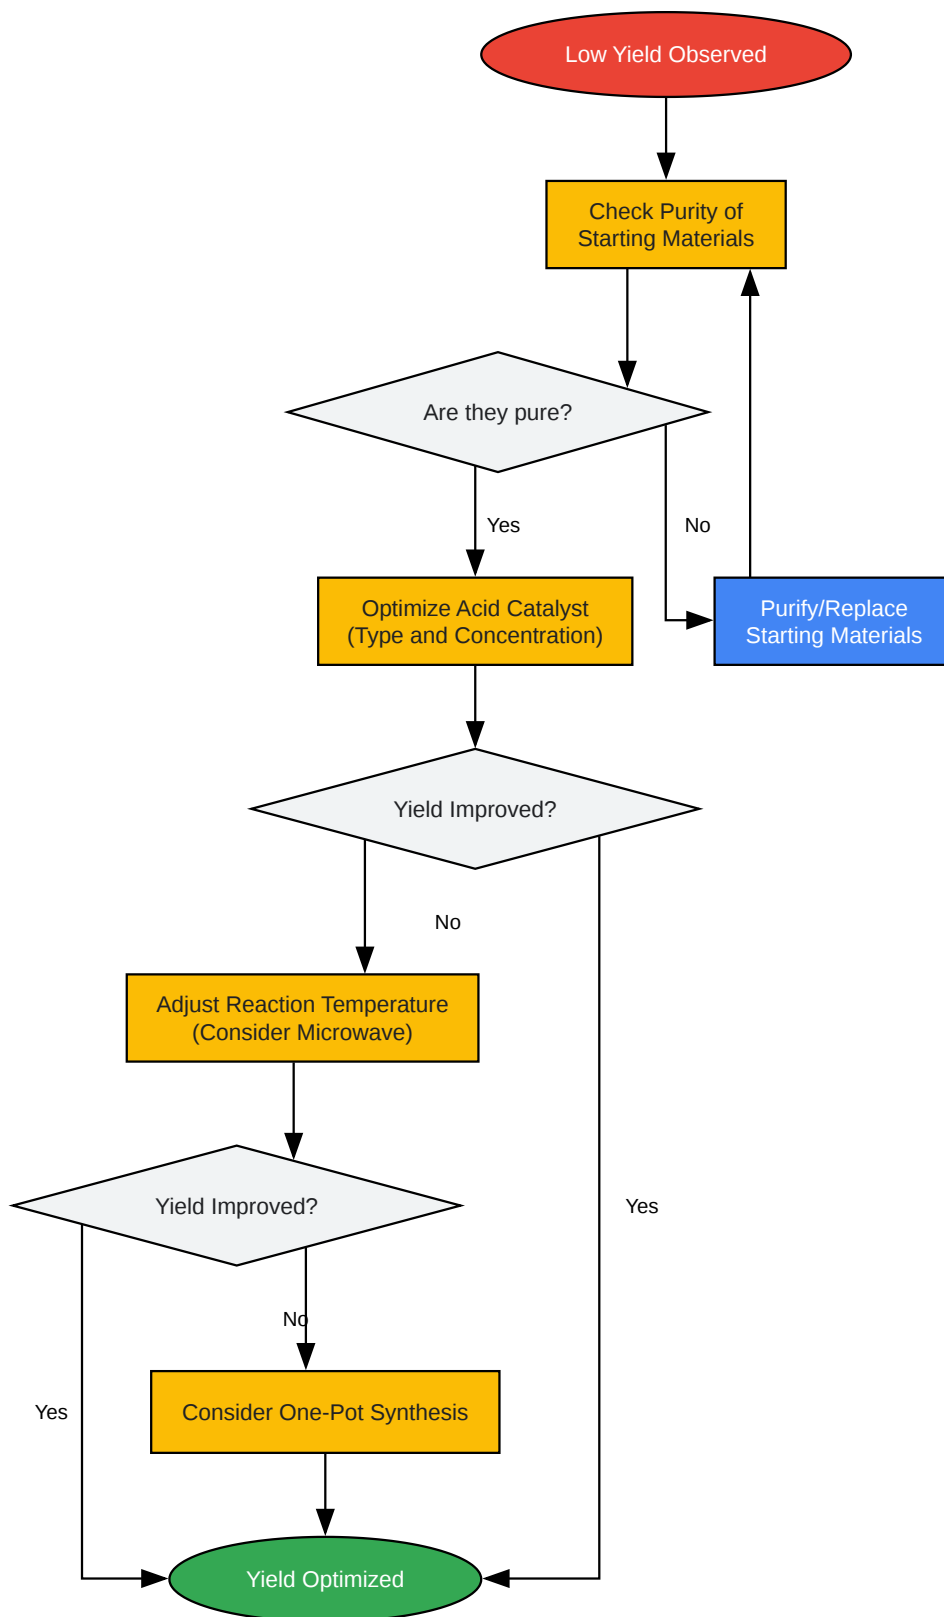 Low Yield Observed
Check Purity of
Starting Materials
Are they pure?
Yes
No
Optimize Acid Catalyst
(Type and Concentration)
Purify/Replace
Starting Materials
Yield Improved?
No
Adjust Reaction Temperature
(Consider Microwave)
Yield Improved?
Yes
No
Yes
Consider One-Pot Synthesis
Yield Optimized